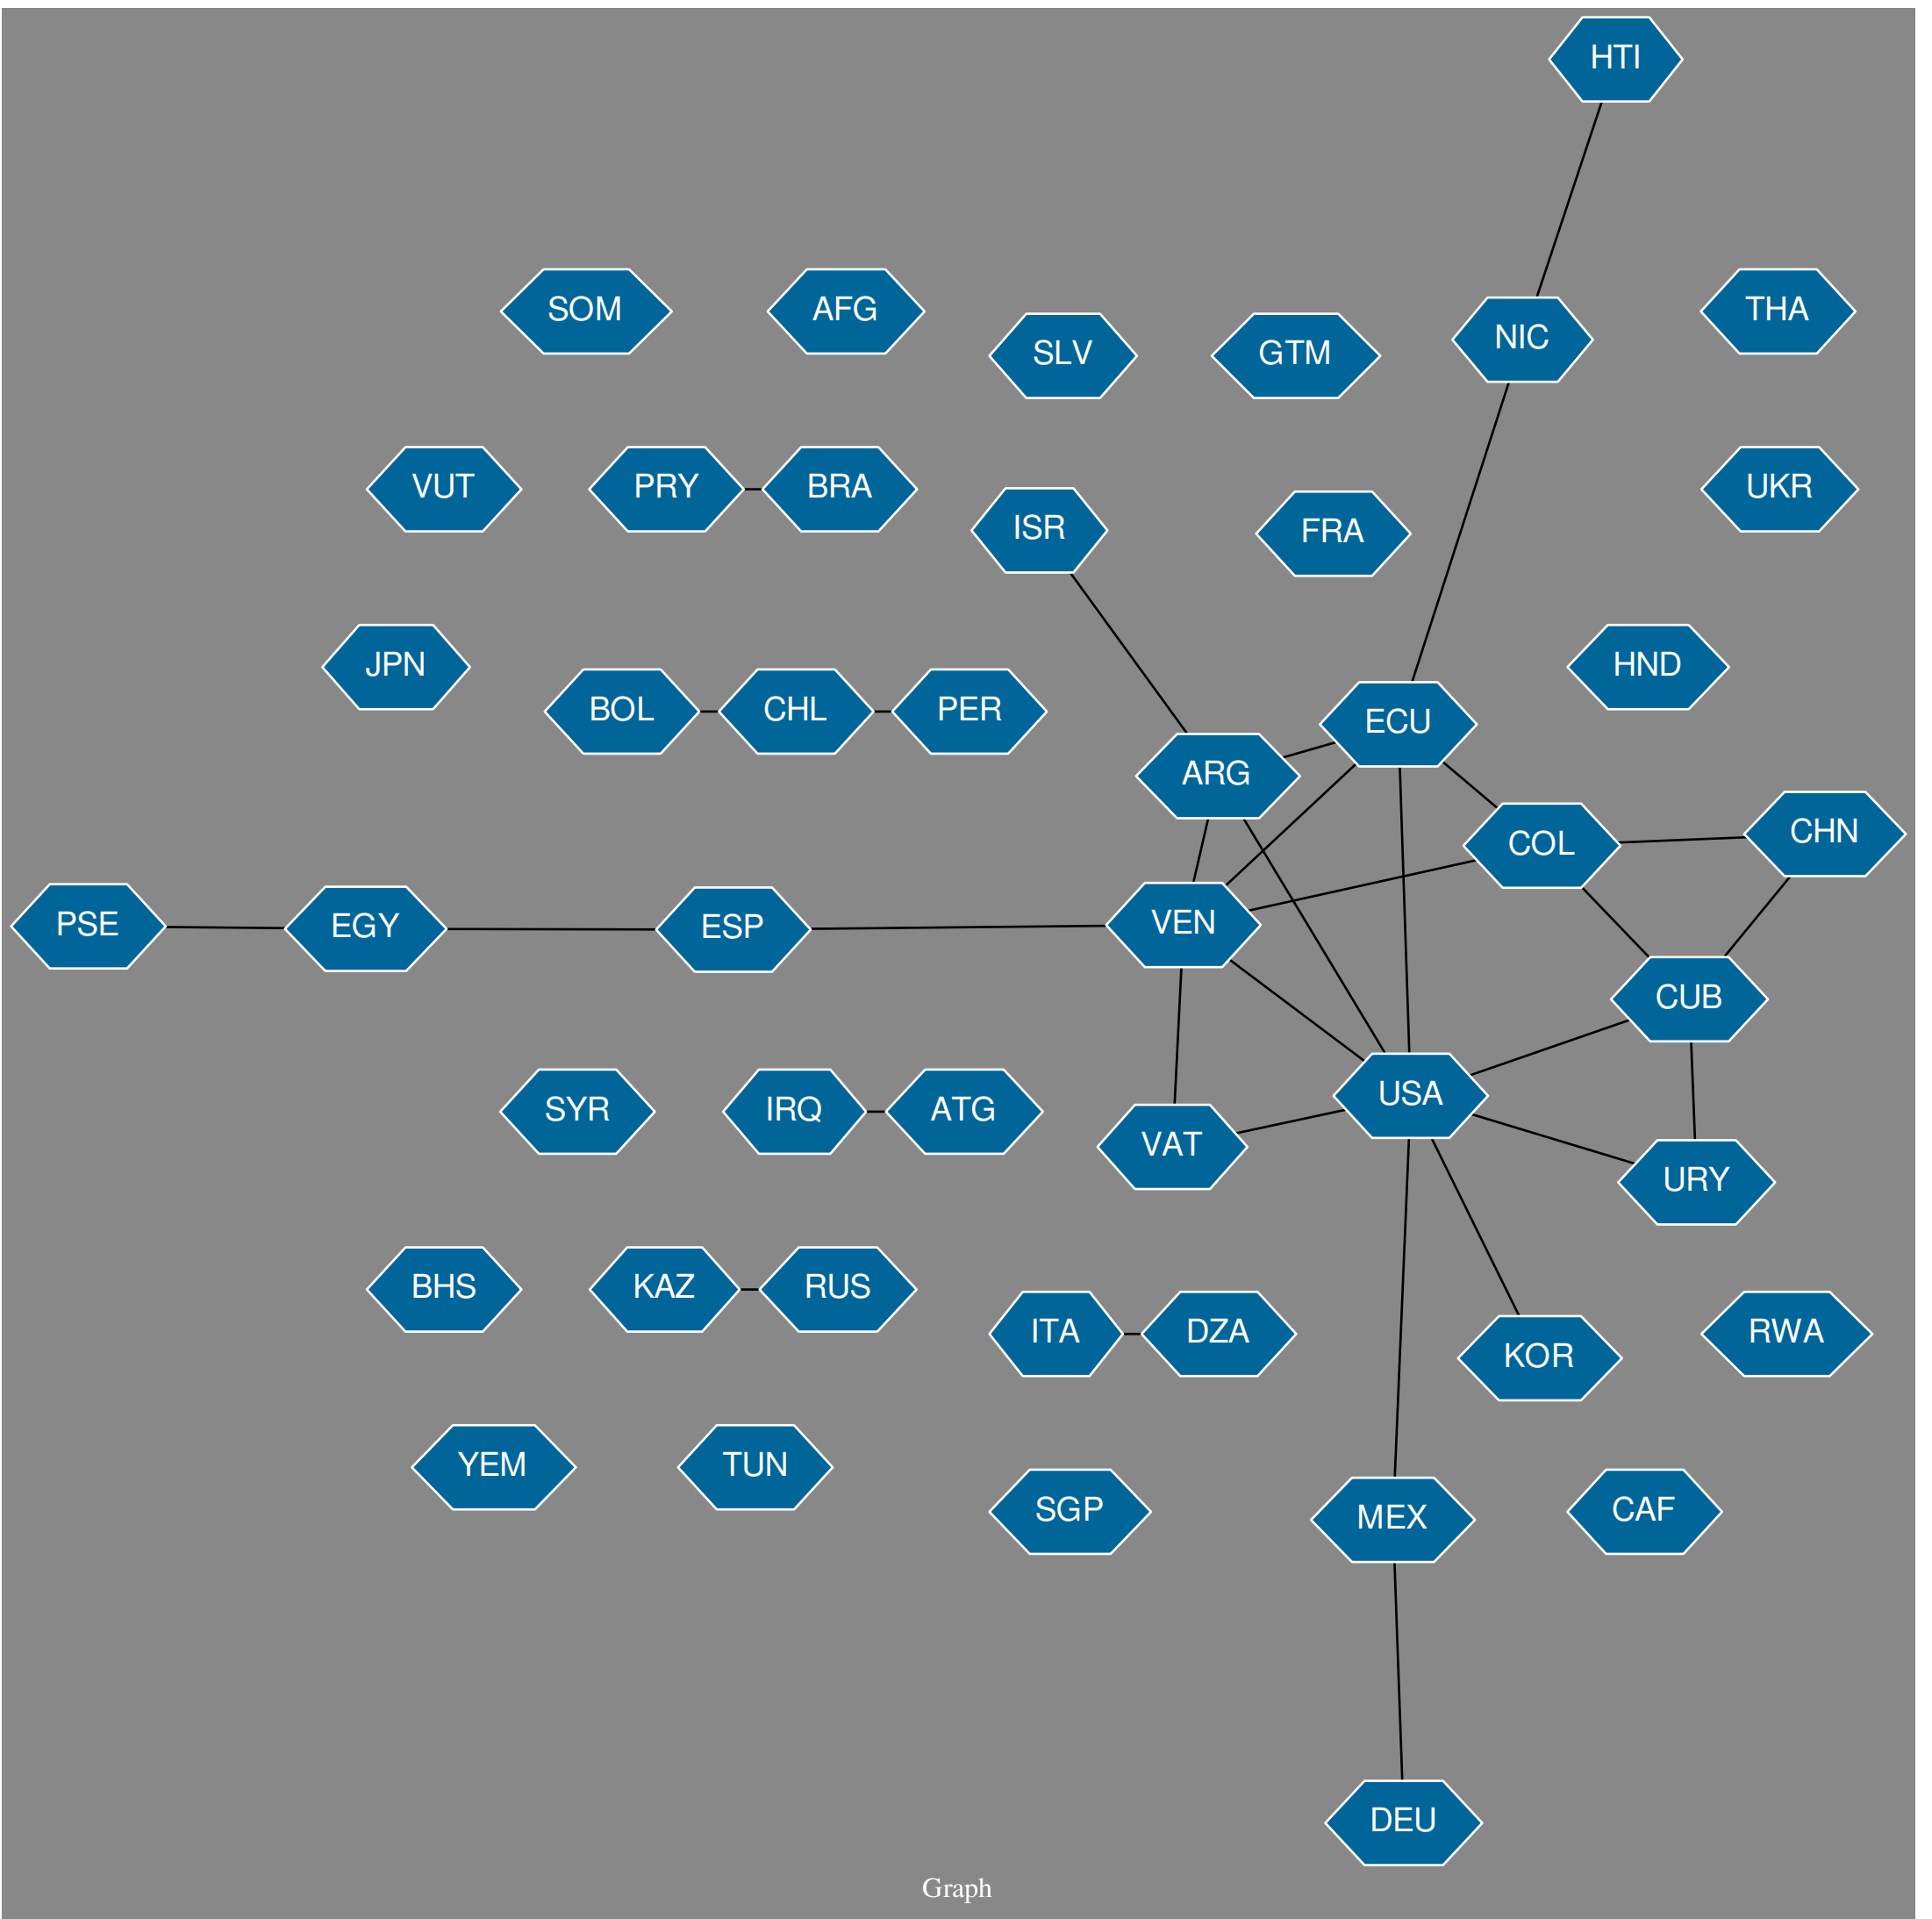 HTI
SOM
AFG
SLV
GTM
NIC
THA
VUT
PRY
BRA
ISR
FRA
UKR
JPN
BOL
CHL
PER
ARG
ECU
HND
COL
CHN
PSE
EGY
ESP
VEN
CUB
SYR
IRQ
ATG
VAT
USA
URY
BHS
KAZ
RUS
ITA
DZA
KOR
RWA
YEM
TUN
SGP
MEX
CAF
DEU
Graph